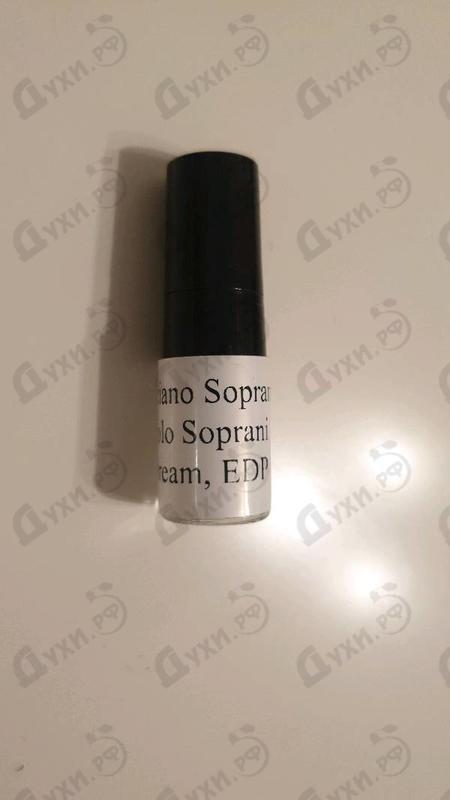 iano Sopran
olo Soprani
ream, EDP
Духи.рф